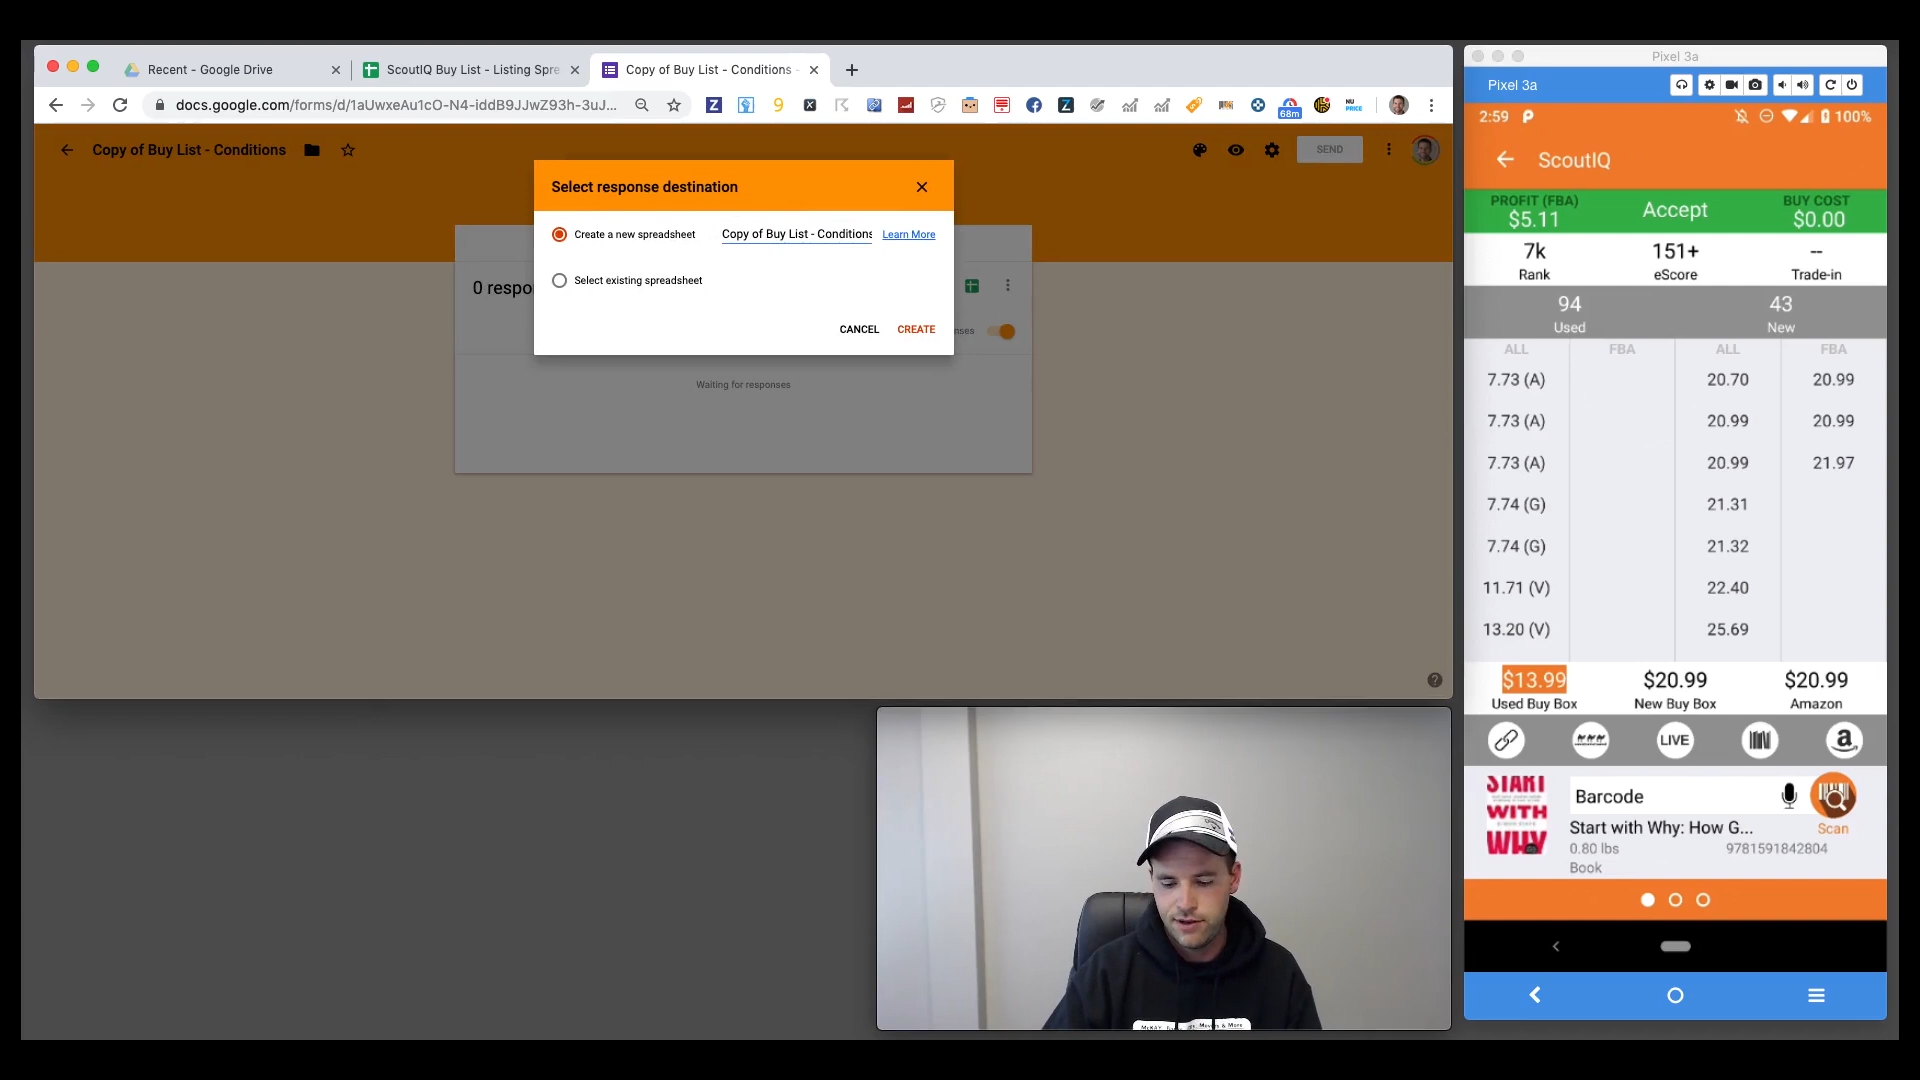 Recent - Google Drive
ScoutIQ Buy List - Listing Spre
Copy of Buy List - Conditions -
docs.google.com/forms/d/1aUwxeAu1cO-N4-iddB9JJwZ93h-3uJ...
68m
Copy of Buy List - Conditions
SEND
Select response destination
Create a new spreadsheet
Copy of Buy List - Conditions
Learn More
Select existing spreadsheet
CANCEL
CREATE
0 respo
nses
Waiting for responses
Pixel 3a
Pixel 3a
2:59
100%
ScoutIQ
PROFIT (FBA)
$5.11
Accept
BUY COST
$0.00
7k
Rank
151+
eScore
--
Trade-in
94
Used
43
New
ALL FBA ALL FBA
7.73 (A) 20.70 20.99
7.73 (A) 20.99 20.99
7.73 (A) 20.99 21.97
7.74 (G) 21.31
7.74 (G) 21.32
11.71 (V) 22.40
13.20 (V) 25.69
$13.99
Used Buy Box
$20.99
New Buy Box
$20.99
Amazon
LIVE
START
WITH
WHY
Barcode
Scan
Start with Why: How G...
0.80 lbs
9781591842804
Book